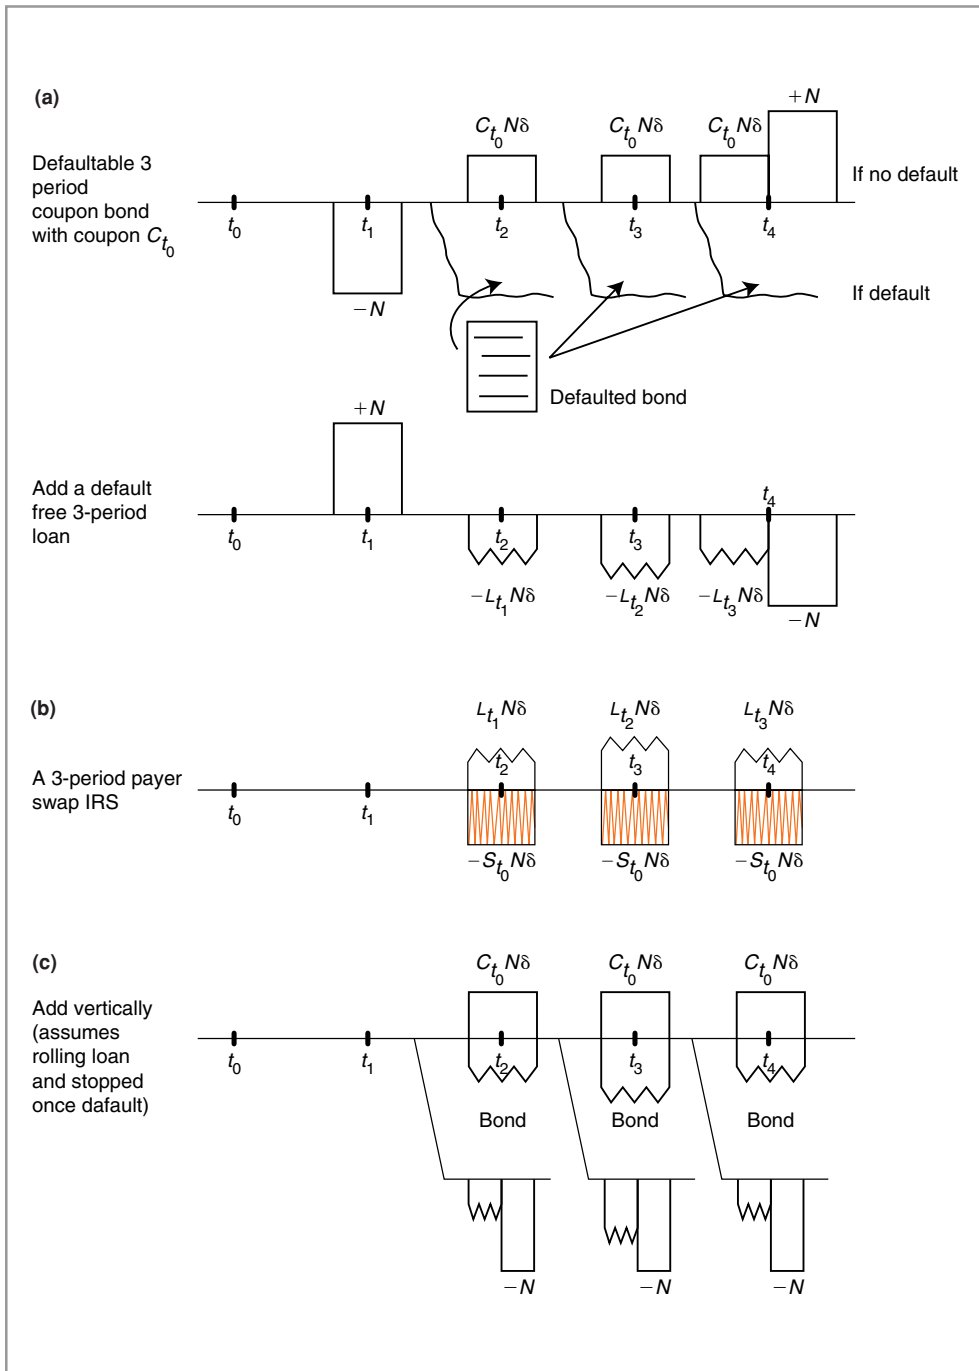 (a)
Defaultable 3
period
coupon bond
with coupon C_{t_0}
C_{t_0}Nδ
C_{t_0}Nδ
C_{t_0}Nδ
+N
If no default
t_0
t_1
t_2
t_3
t_4
−N
If default
Defaulted bond
Add a default
free 3-period
loan
+N
t_0
t_1
t_2
t_3
t_4
−L_{t_1}Nδ
−L_{t_2}Nδ
−L_{t_3}Nδ
−N
(b)
A 3-period payer
swap IRS
L_{t_1}Nδ
L_{t_2}Nδ
L_{t_3}Nδ
t_0
t_1
t_2
t_3
t_4
−S_{t_0}Nδ
−S_{t_0}Nδ
−S_{t_0}Nδ
(c)
Add vertically
(assumes
rolling loan
and stopped
once dafault)
C_{t_0}Nδ
C_{t_0}Nδ
C_{t_0}Nδ
t_0
t_1
t_2
t_3
t_4
Bond
Bond
Bond
−N
−N
−N